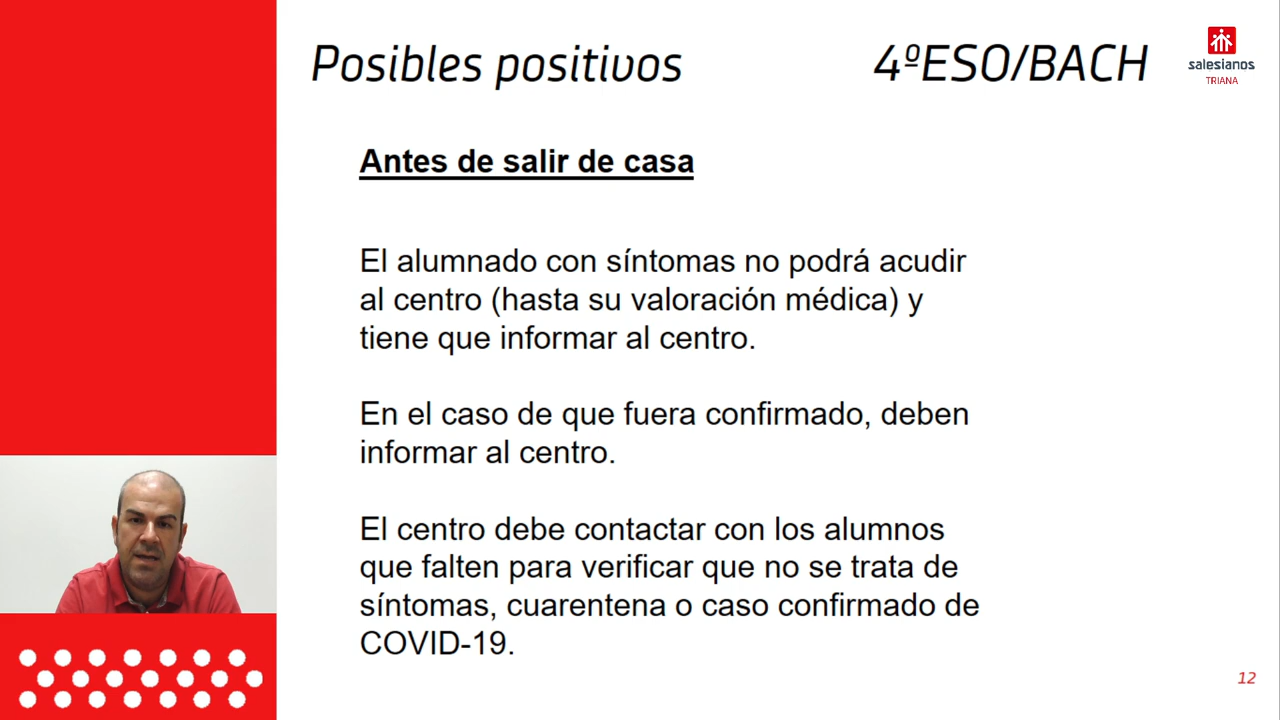 Posibles positivos
4ºESO/BACH
salesianos
TRIANA
Antes de salir de casa
El alumnado con síntomas no podrá acudir
al centro (hasta su valoración médica) y
tiene que informar al centro.
En el caso de que fuera confirmado, deben
informar al centro.
El centro debe contactar con los alumnos
que falten para verificar que no se trata de
síntomas, cuarentena o caso confirmado de
COVID-19.
12